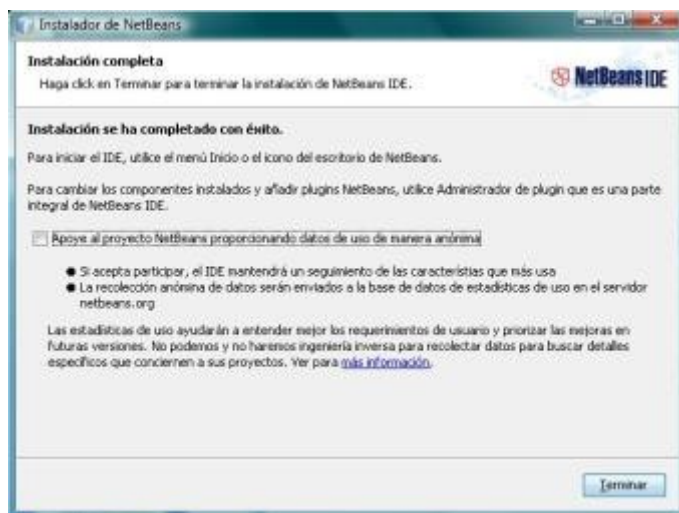 Instalador de NetBeans
Instalación completa
Haga click en Terminar para terminar la instalación de NetBeans IDE.
NetBeans IDE
Instalación se ha completado con éxito.
Para iniciar el IDE, utilice el menú Inicio o el icono del escritorio de NetBeans.
Para cambiar los componentes instalados y añadir plugins NetBeans, utilice Administrador de plugin que es una parte
integral de NetBeans IDE.
Apoye al proyecto NetBeans proporcionando datos de uso de manera anónima
● Si acepta participar, el IDE mantendrá un seguimiento de las característias que más usa
● La recolección anónima de datos serán enviados a la base de datos de estadísticas de uso en el servidor
netbeans.org
Las estadísticas de uso ayudarán a entender mejor los requerimientos de usuario y priorizar las mejoras en
futuras versiones. No podemos y no haremos ingeniería inversa para recolectar datos para buscar detalles
específicos que conciernen a sus proyectos. Ver para más información.
Terminar